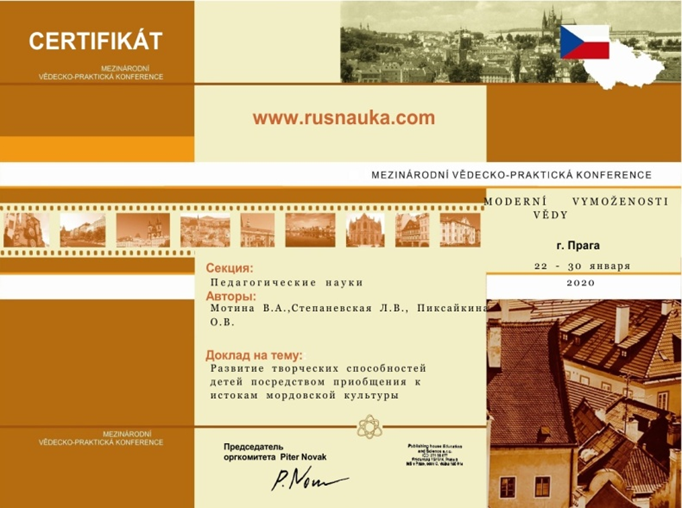 CERTIFIKÁT
MEZINÁRODNÍ
VĚDECKO-PRAKTICKÁ KONFERENCE
www.rusnauka.com
MEZINÁRODNÍ VĚDECKO-PRAKTICKÁ KONFERENCE
MODERNÍ VYMOŽENOSTI
VĚDY
г. Прага
22 - 30 января
2020
Секция:
Педагогические науки
Авторы:
Мотина В.А.,Степаневская Л.В., Пиксайкина
О.В.
Доклад на тему:
Развитие творческих способностей
детей посредством приобщения к
истокам мордовской культуры
MEZINÁRODNÍ
VĚDECKO-PRAKTICKÁ KONFERENCE
Председатель
оргкомитета Piter Novak
Publishing house Education
and Science s.r.o.